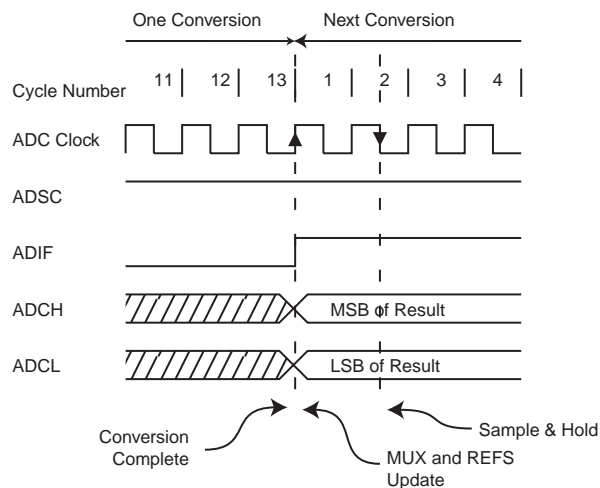 One Conversion Next Conversion
Cycle Number 11 12 13 1 2 3 4
ADC Clock
ADSC
ADIF
ADCH MSB of Result
ADCL LSB of Result
Conversion
Complete
MUX and REFS
Update
Sample & Hold